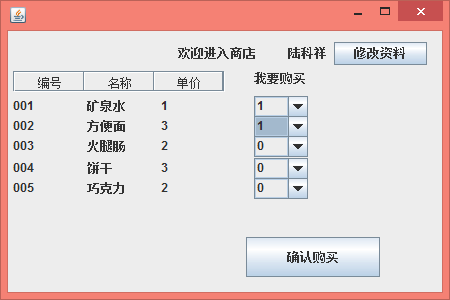 欢迎进入商店 陆科祥 修改资料
编号 名称 单价 我要购买
001 矿泉水 1 1
002 方便面 3 1
003 火腿肠 2 0
004 饼干 3 0
005 巧克力 2 0
确认购买